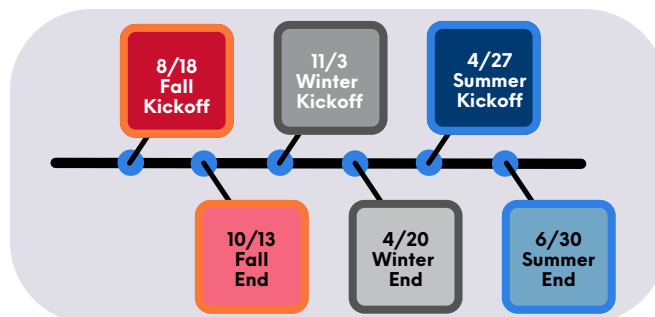 8/18
Fall
Kickoff
11/3
Winter
Kickoff
4/27
Summer
Kickoff
10/13
Fall
End
4/20
Winter
End
6/30
Summer
End